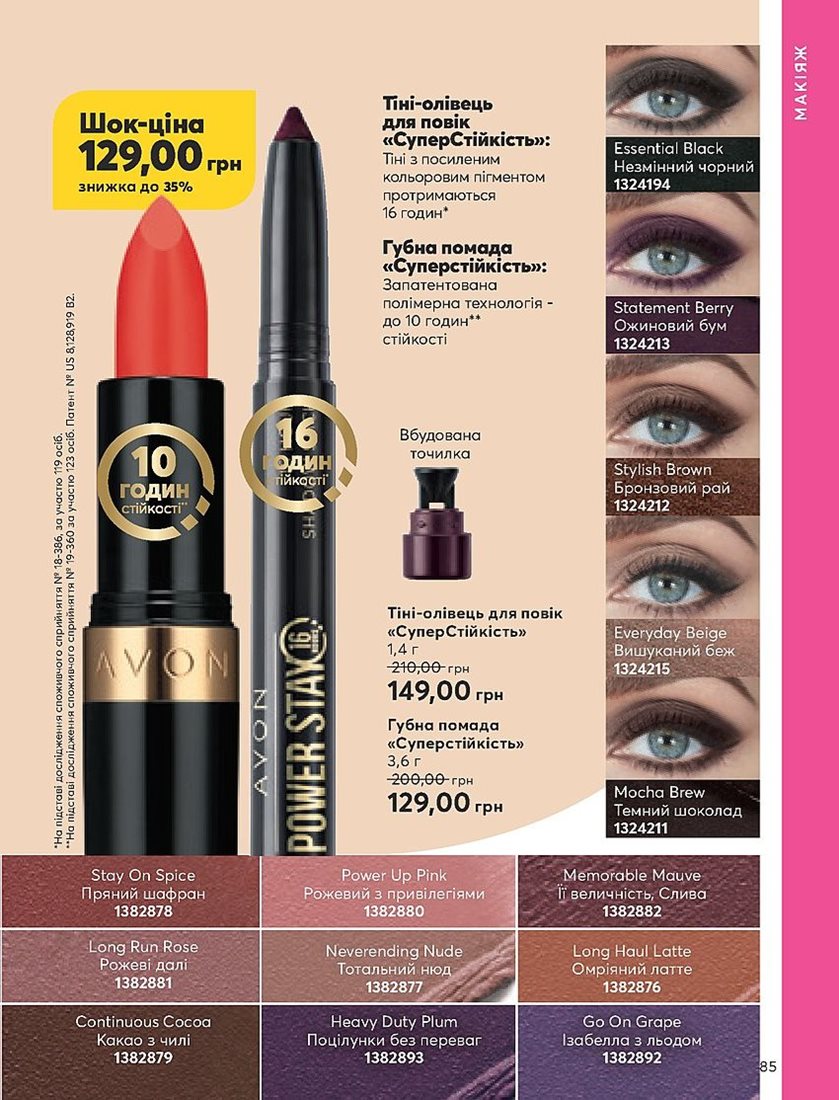 МАКІЯЖ
Шок-ціна
129,00 грн
знижка до 35%
Тіні-олівець
для повік
«СуперСтійкість»:
Тіні з посиленим
кольоровим пігментом
протримаються
16 годин*
Губна помада
«Суперстійкість»:
Запатентована
полімерна технологія -
до 10 годин**
стійкості
Essential Black
Незмінний чорний
1324194
Statement Berry
Ожиновий бум
1324213
Stylish Brown
Бронзовий рай
1324212
Everyday Beige
Вишуканий беж
1324215
Mocha Brew
Темний шоколад
1324211
10
ГОДИН
СТІЙКОСТІ**
16
ГОДИН
СТІЙКОСТІ*
SHADOW
Вбудована
точилка
AVON
AVON
POWER STAY 16
HOURS
Тіні-олівець для повік
«СуперСтійкість»
1,4 г
210,00 грн
149,00 грн
Губна помада
«Суперстійкість»
3,6 г
200,00 грн
129,00 грн
*На підставі дослідження споживчого сприйняття № 18-386, за участю 119 осіб.
**На підставі дослідження споживчого сприйняття № 19-360 за участю 123 осіб. Патент № US 8,128,919 B2.
Stay On Spice
Пряний шафран
1382878
Power Up Pink
Рожевий з привілегіями
1382880
Memorable Mauve
Її величність, Слива
1382882
Long Run Rose
Рожеві далі
1382881
Neverending Nude
Тотальний нюд
1382877
Long Haul Latte
Омріяний латте
1382876
Continuous Cocoa
Какао з чилі
1382879
Heavy Duty Plum
Поцілунки без переваг
1382893
Go On Grape
Ізабелла з льодом
1382892
85